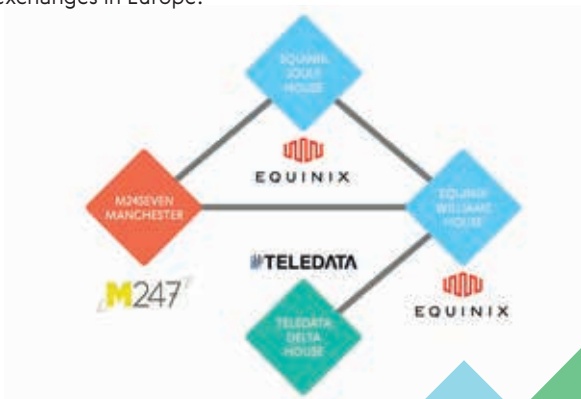 exchanges in Europe.
EQUINIX
JOULE
HOUSE
EQUINIX
M24SEVEN
MANCHESTER
EQUINIX
WILLIAMS
HOUSE
TELEDATA
M247
EQUINIX
TELEDATA
DELTA
HOUSE